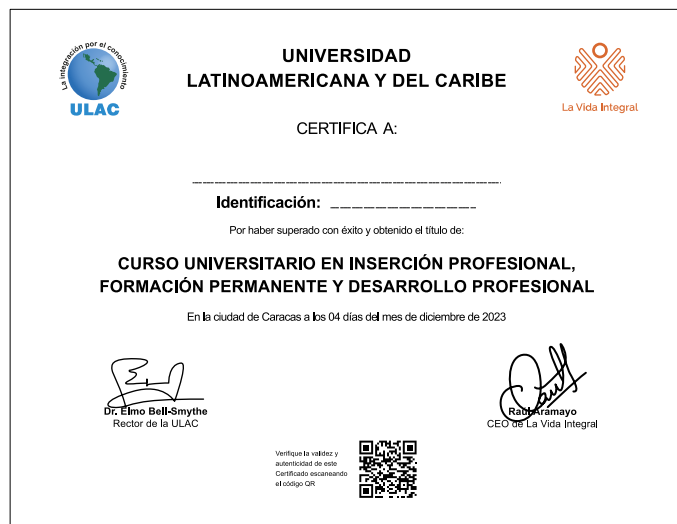 La integración por el conocimiento
ULAC
UNIVERSIDAD
LATINOAMERICANA Y DEL CARIBE
La Vida Integral
CERTIFICA A:
Identificación:
Por haber superado con éxito y obtenido el título de:
CURSO UNIVERSITARIO EN INSERCIÓN PROFESIONAL,
FORMACIÓN PERMANENTE Y DESARROLLO PROFESIONAL
En la ciudad de Caracas a los 04 días del mes de diciembre de 2023
Dr. Elmo Bell-Smythe
Rector de la ULAC
Raúl Aramayo
CEO de La Vida Integral
Verifique la validez y
autenticidad de este
Certificado escaneando
el código QR